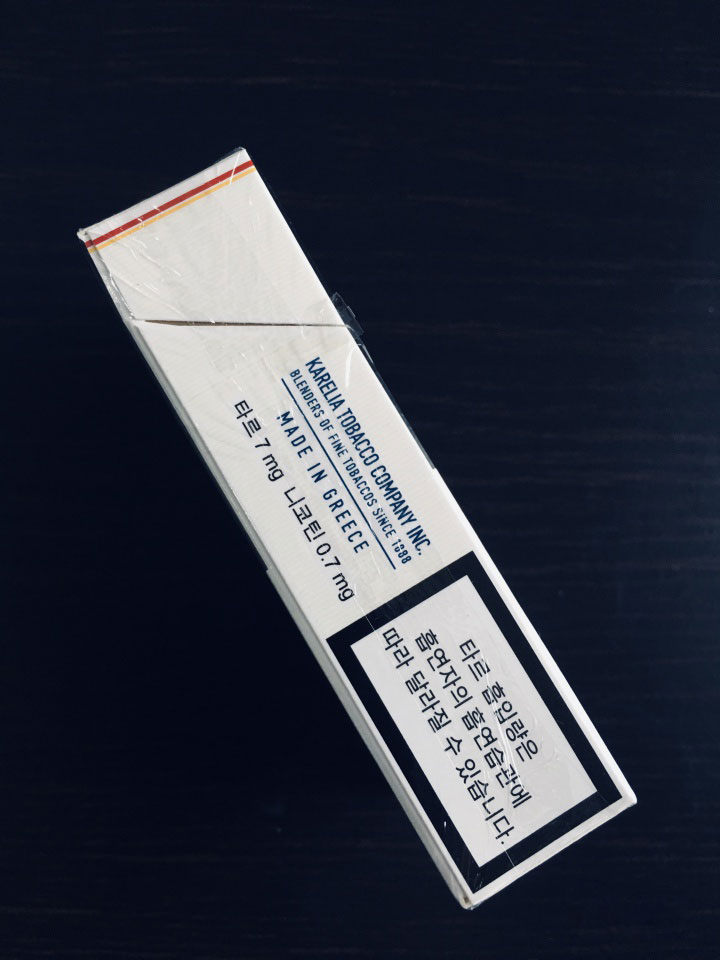 KARELIA TOBACCO COMPANY INC.
BLENDERS OF FINE TOBACCOS SINCE 1888
MADE IN GREECE
타르 7 mg 니코틴 0.7 mg
타르 흡입량은
흡연자의 흡연습관에
따라 달라질 수 있습니다.